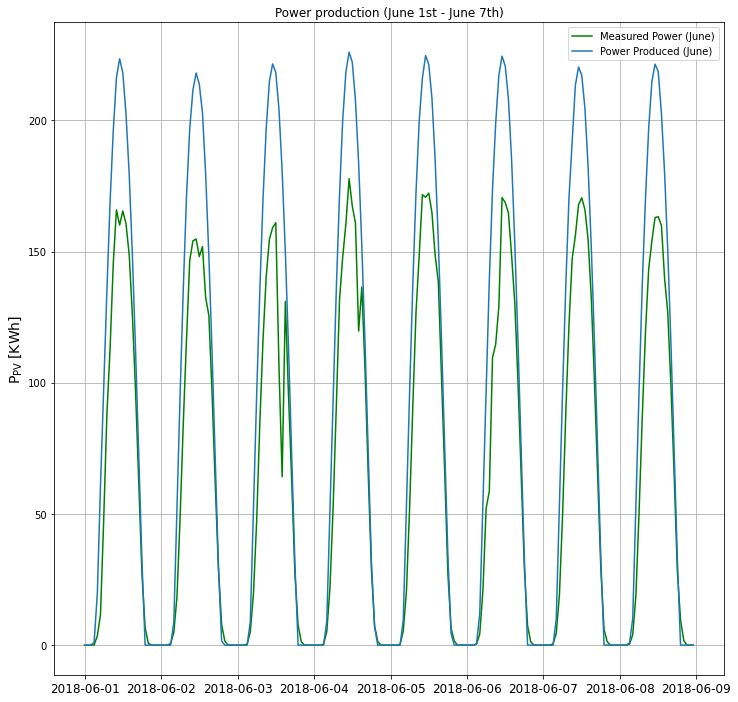 Power production (June 1st - June 7th)
Measured Power (June)
Power Produced (June)
200
150
100
50
0
P_PV [KWh]
2018-06-01 2018-06-02 2018-06-03 2018-06-04 2018-06-05 2018-06-06 2018-06-07 2018-06-08 2018-06-09